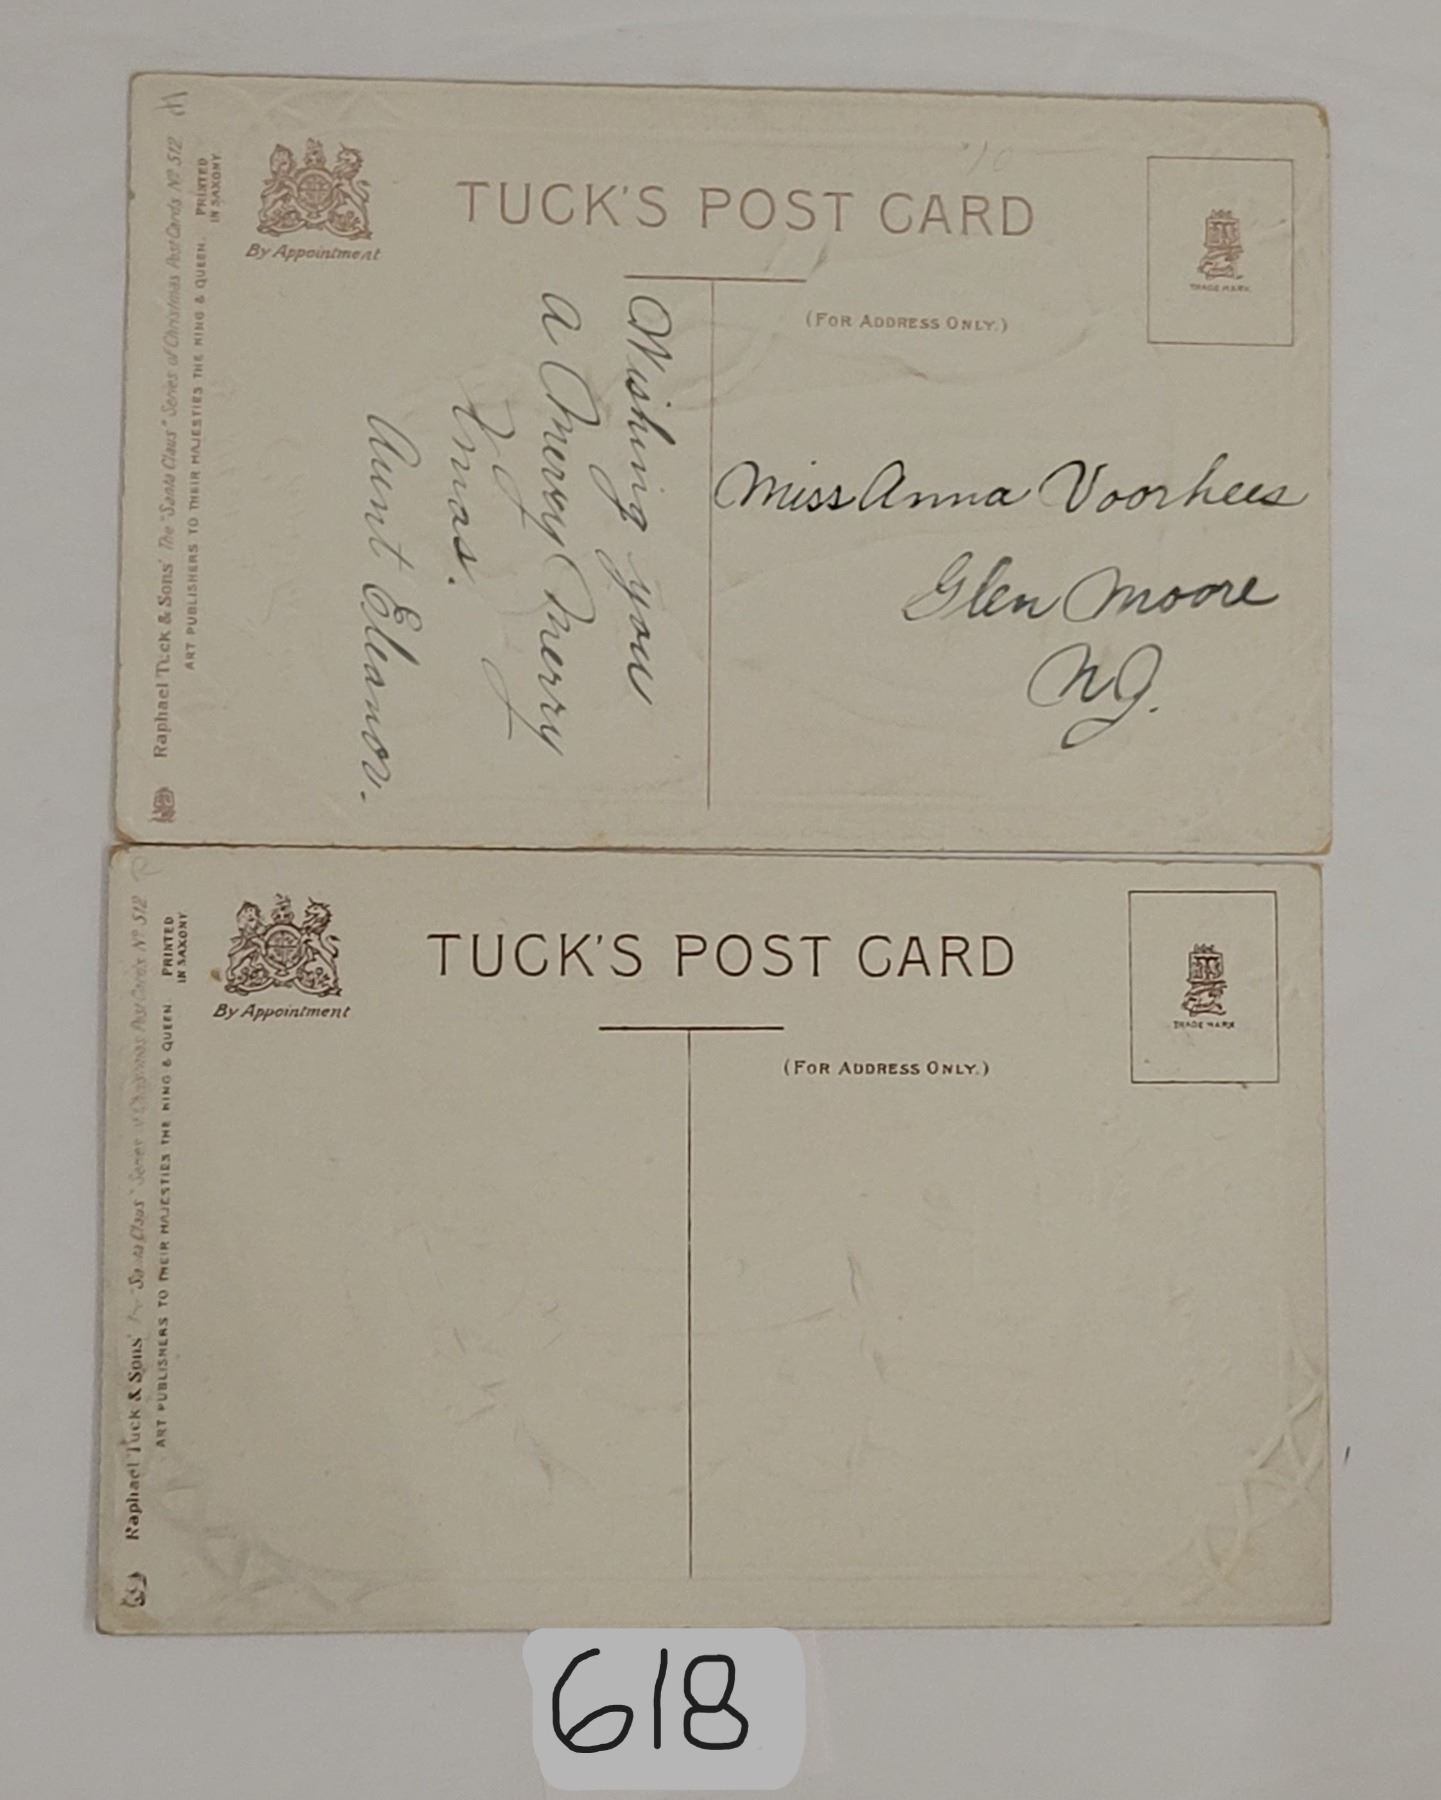 TUCK'S POST CARD
By Appointment
TRADE MARK
(FOR ADDRESS ONLY.)
Raphael Tuck & Sons' The "Santa Claus" Series of Christmas Post Cards Nº 512
ART PUBLISHERS TO THEIR MAJESTIES THE KING & QUEEN.
PRINTED
IN SAXONY
Wishing you
a Merry Merry
Xmas.
Aunt Eleanor.
Miss Anna Voorhees
Glen Moore
N.J.
TUCK'S POST CARD
By Appointment
TRADE MARK
(FOR ADDRESS ONLY.)
Raphael Tuck & Sons' The "Santa Claus" Series of Christmas Post Cards Nº 512
ART PUBLISHERS TO THEIR MAJESTIES THE KING & QUEEN.
PRINTED
IN SAXONY
618